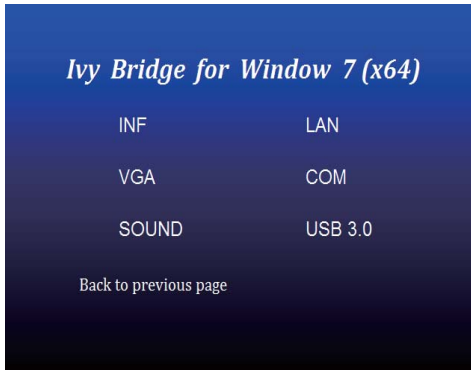 Ivy Bridge for Window 7 (x64)
INF LAN
VGA COM
SOUND USB 3.0
Back to previous page